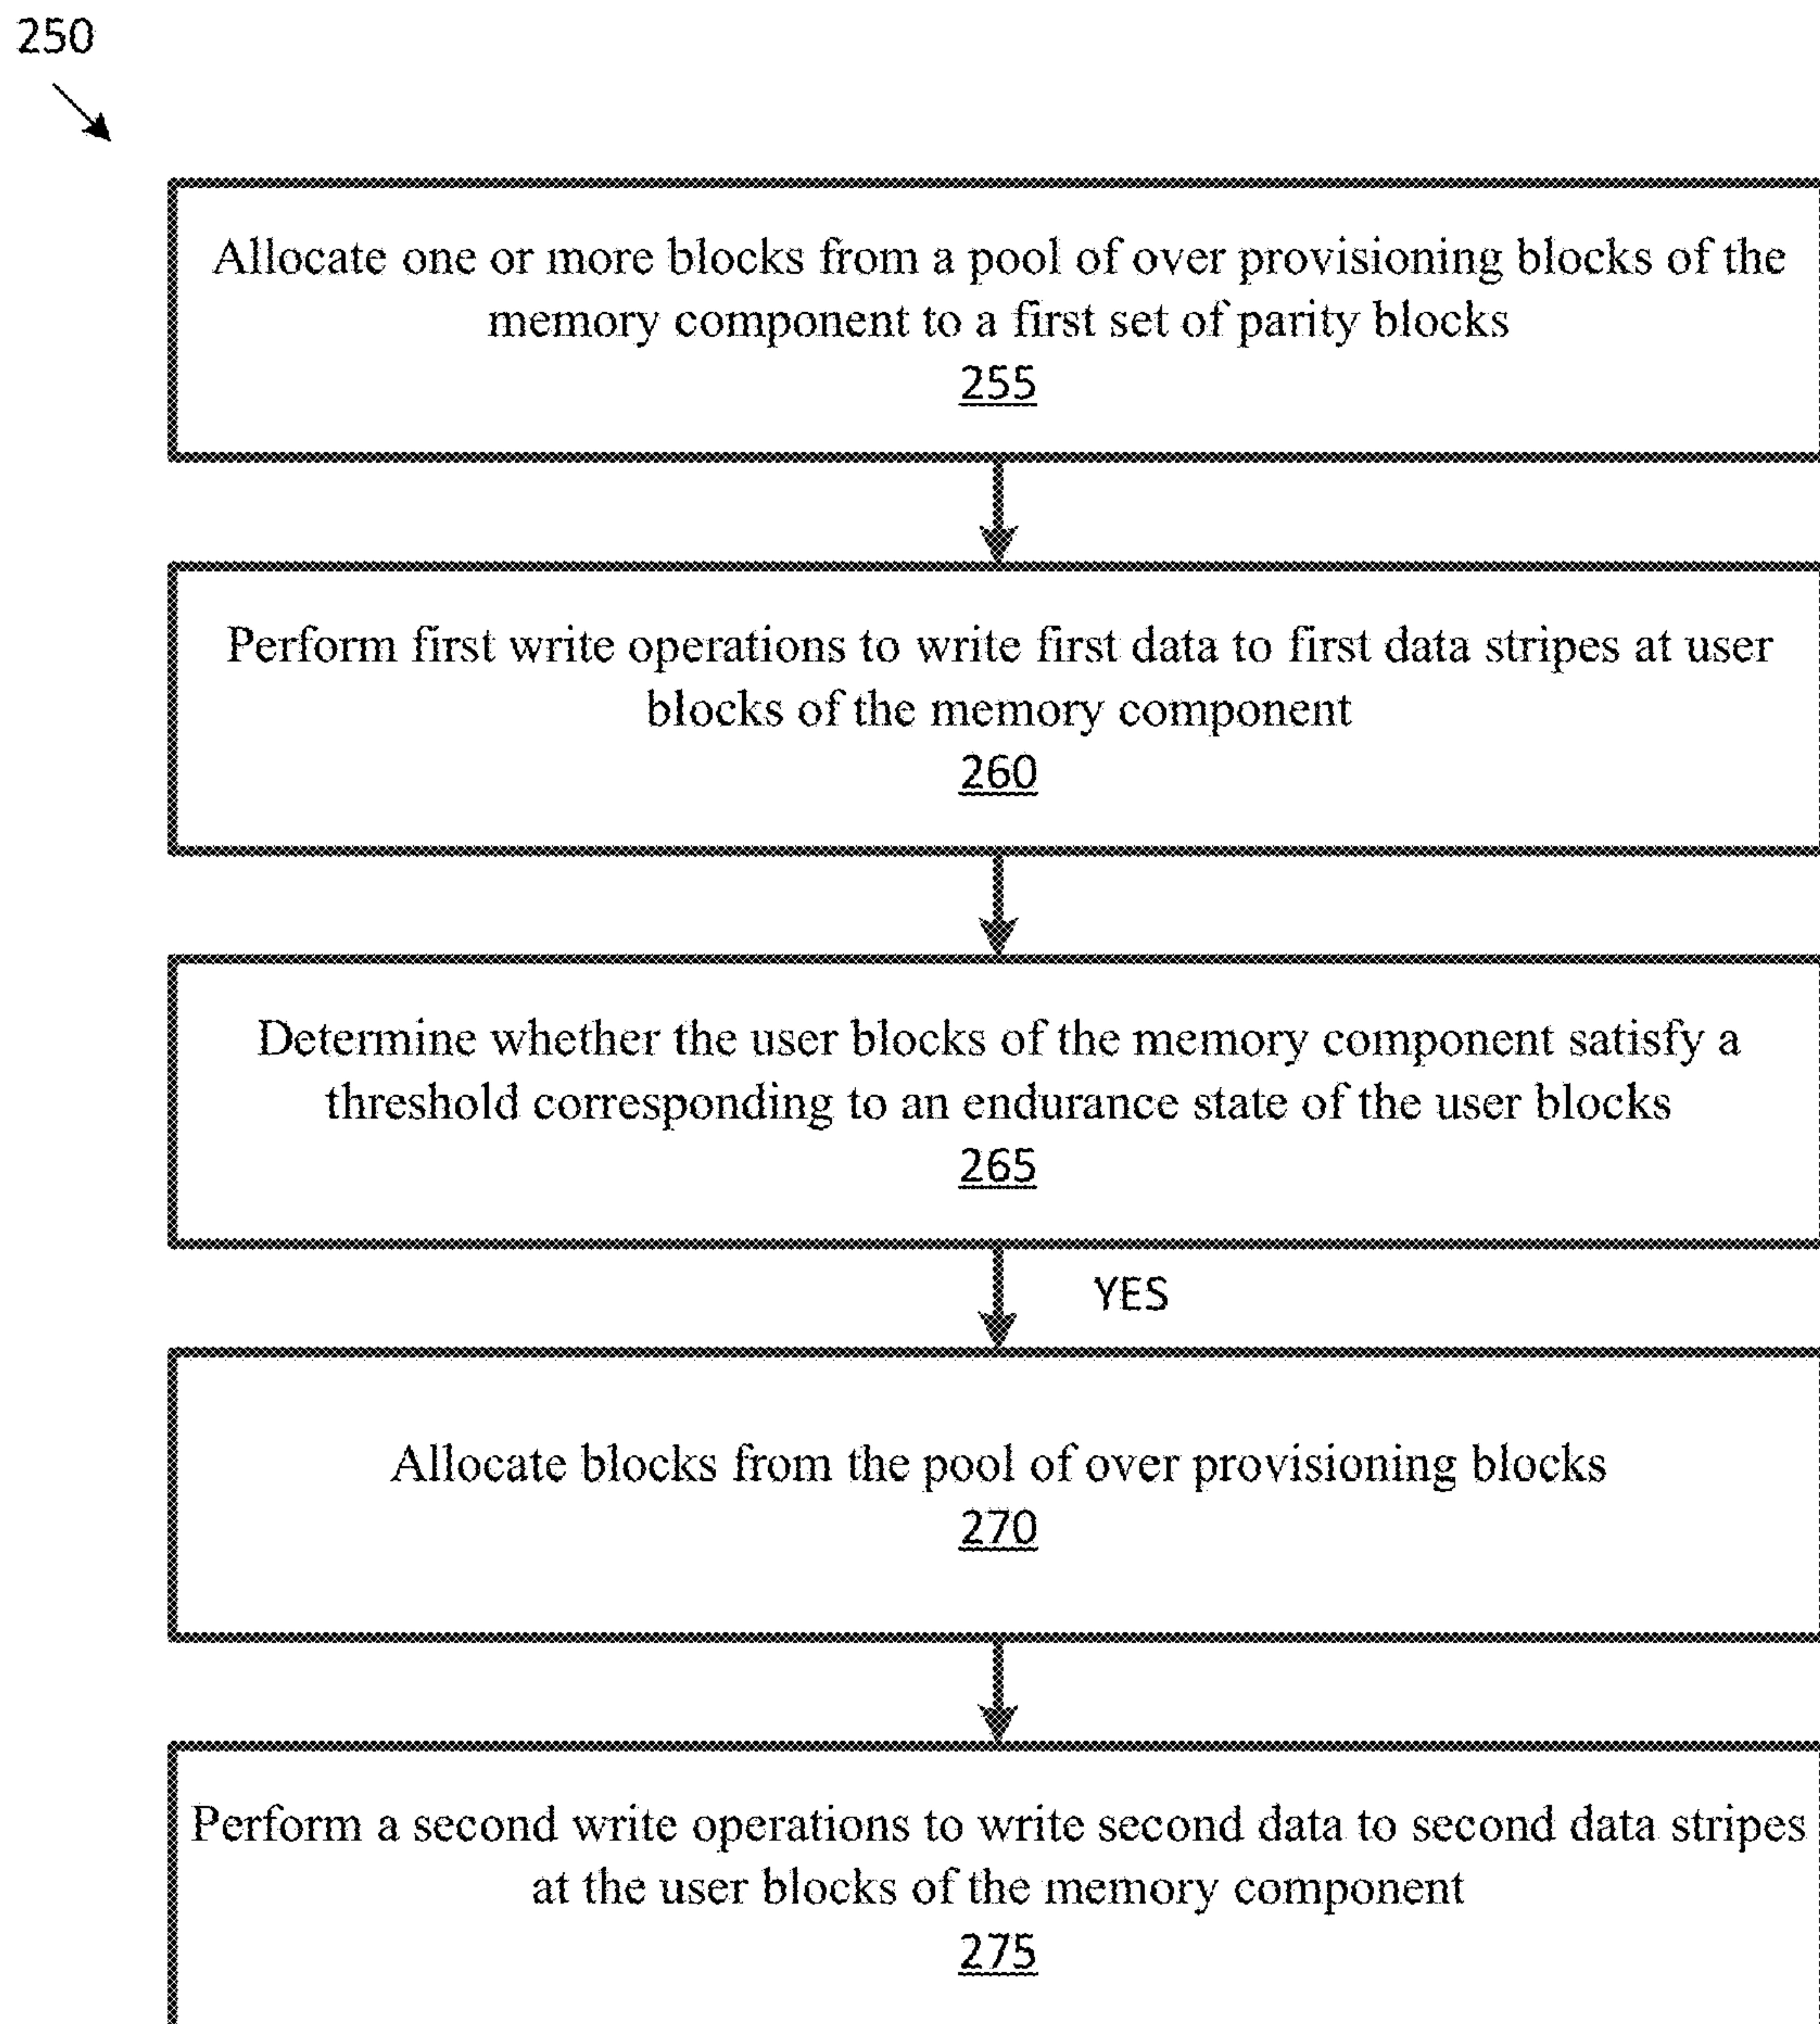 250
Allocate one or more blocks from a pool of over provisioning blocks of the
memory component to a first set of parity blocks
255
Perform first write operations to write first data to first data stripes at user
blocks of the memory component
260
Determine whether the user blocks of the memory component satisfy a
threshold corresponding to an endurance state of the user blocks
265
YES
Allocate blocks from the pool of over provisioning blocks
270
Perform a second write operations to write second data to second data stripes
at the user blocks of the memory component
275